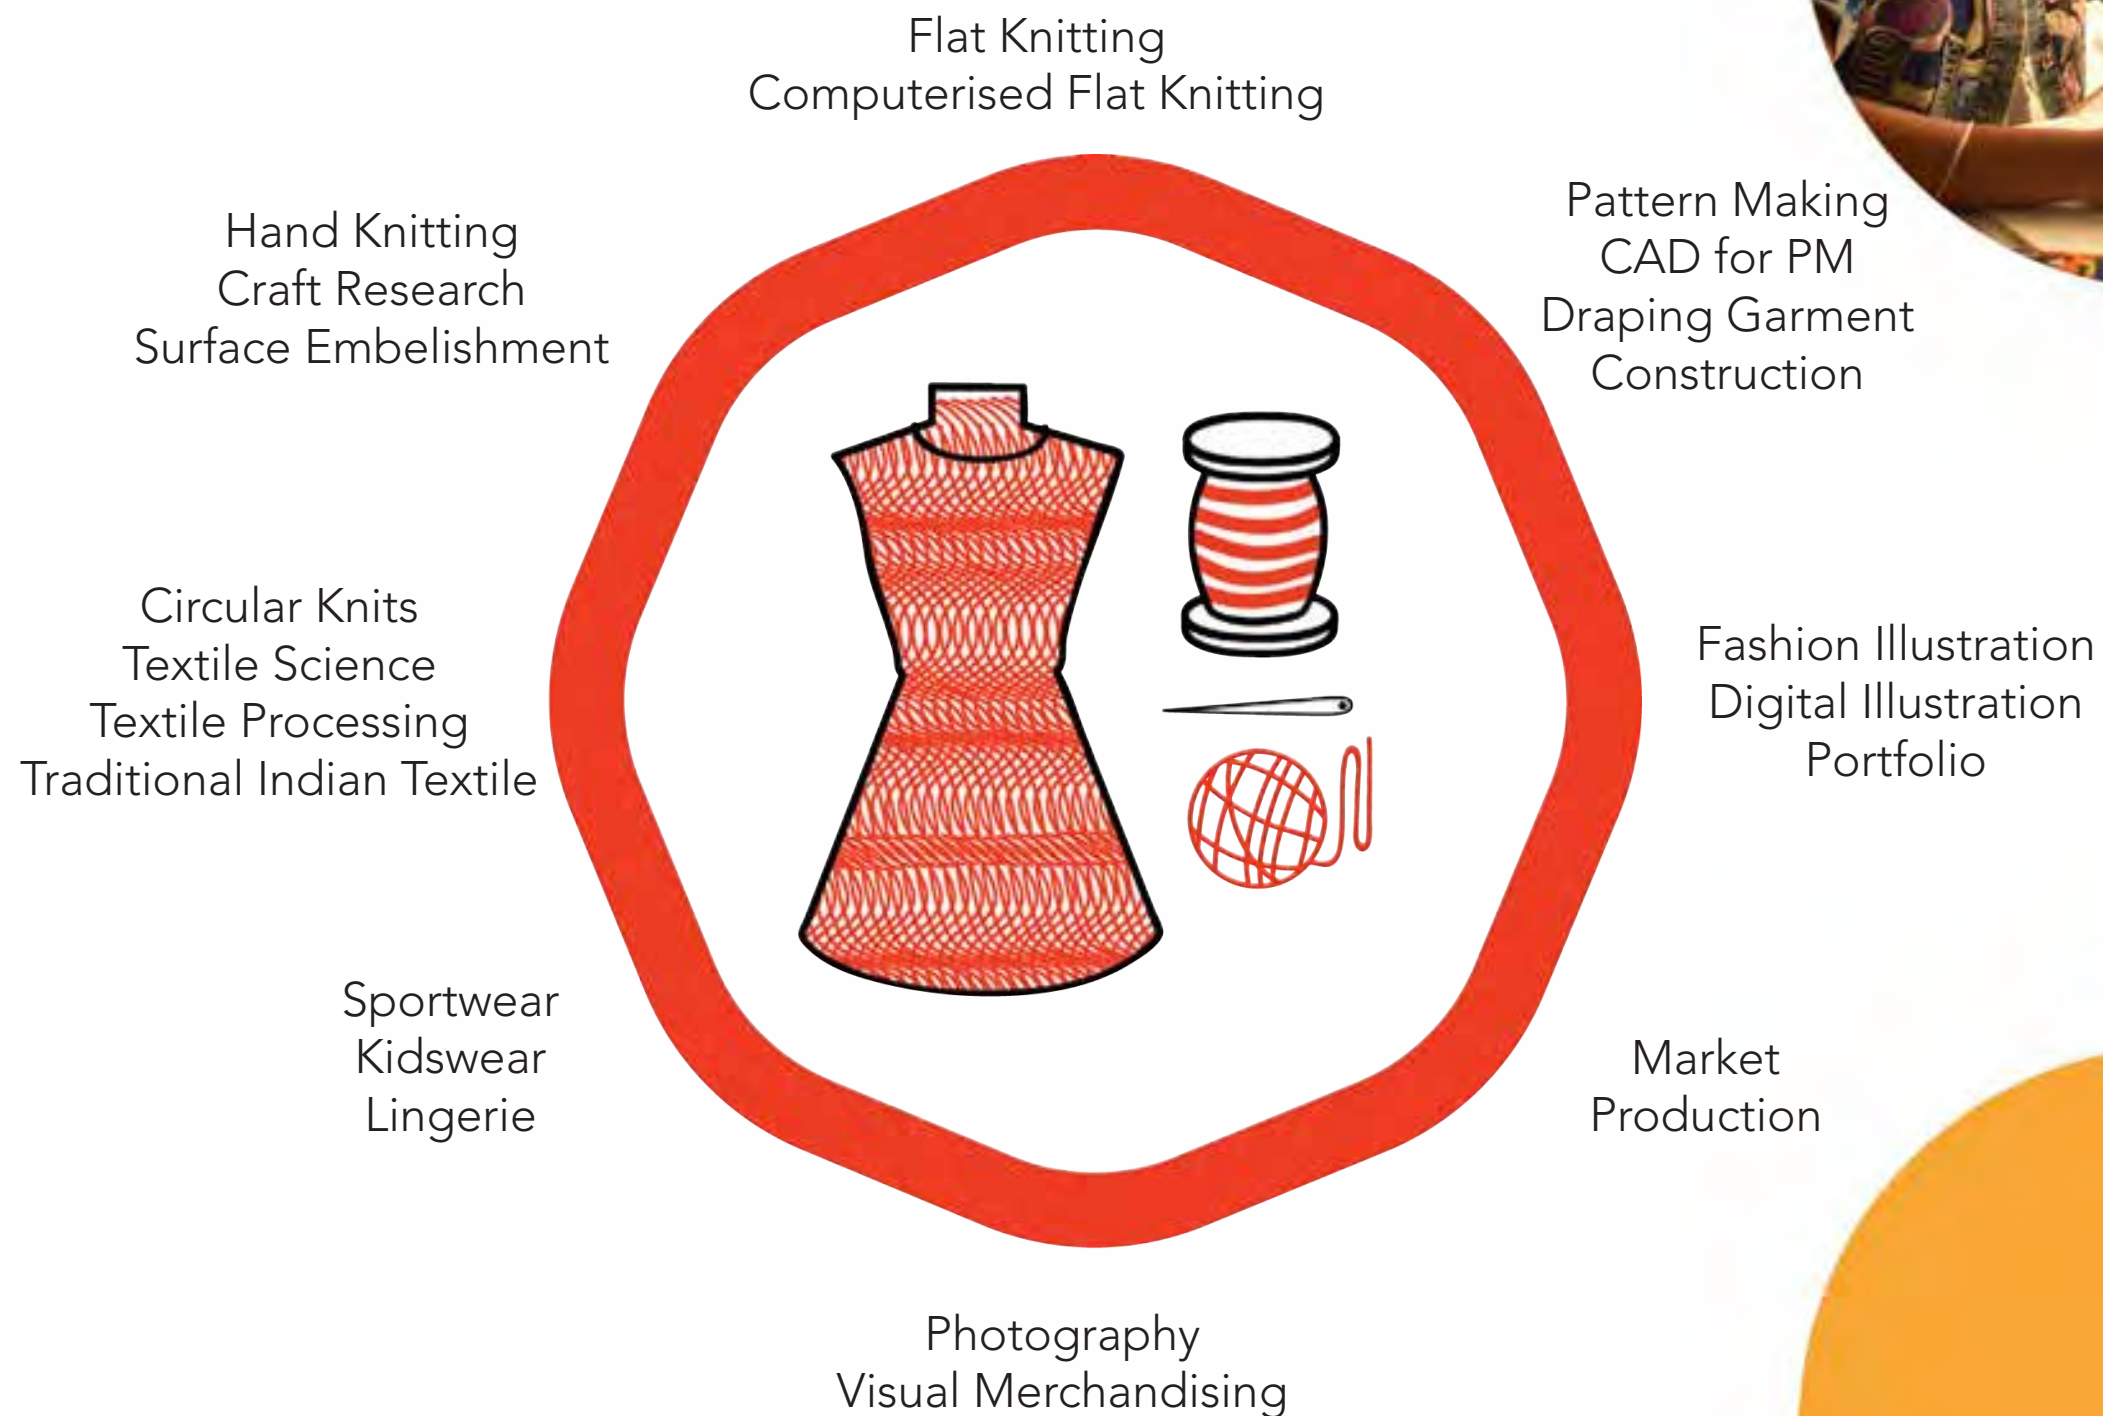 Flat Knitting
Computerised Flat Knitting
Pattern Making
CAD for PM
Draping Garment
Construction
Fashion Illustration
Digital Illustration
Portfolio
Market
Production
Photography
Visual Merchandising
Sportwear
Kidswear
Lingerie
Circular Knits
Textile Science
Textile Processing
Traditional Indian Textile
Hand Knitting
Craft Research
Surface Embelishment